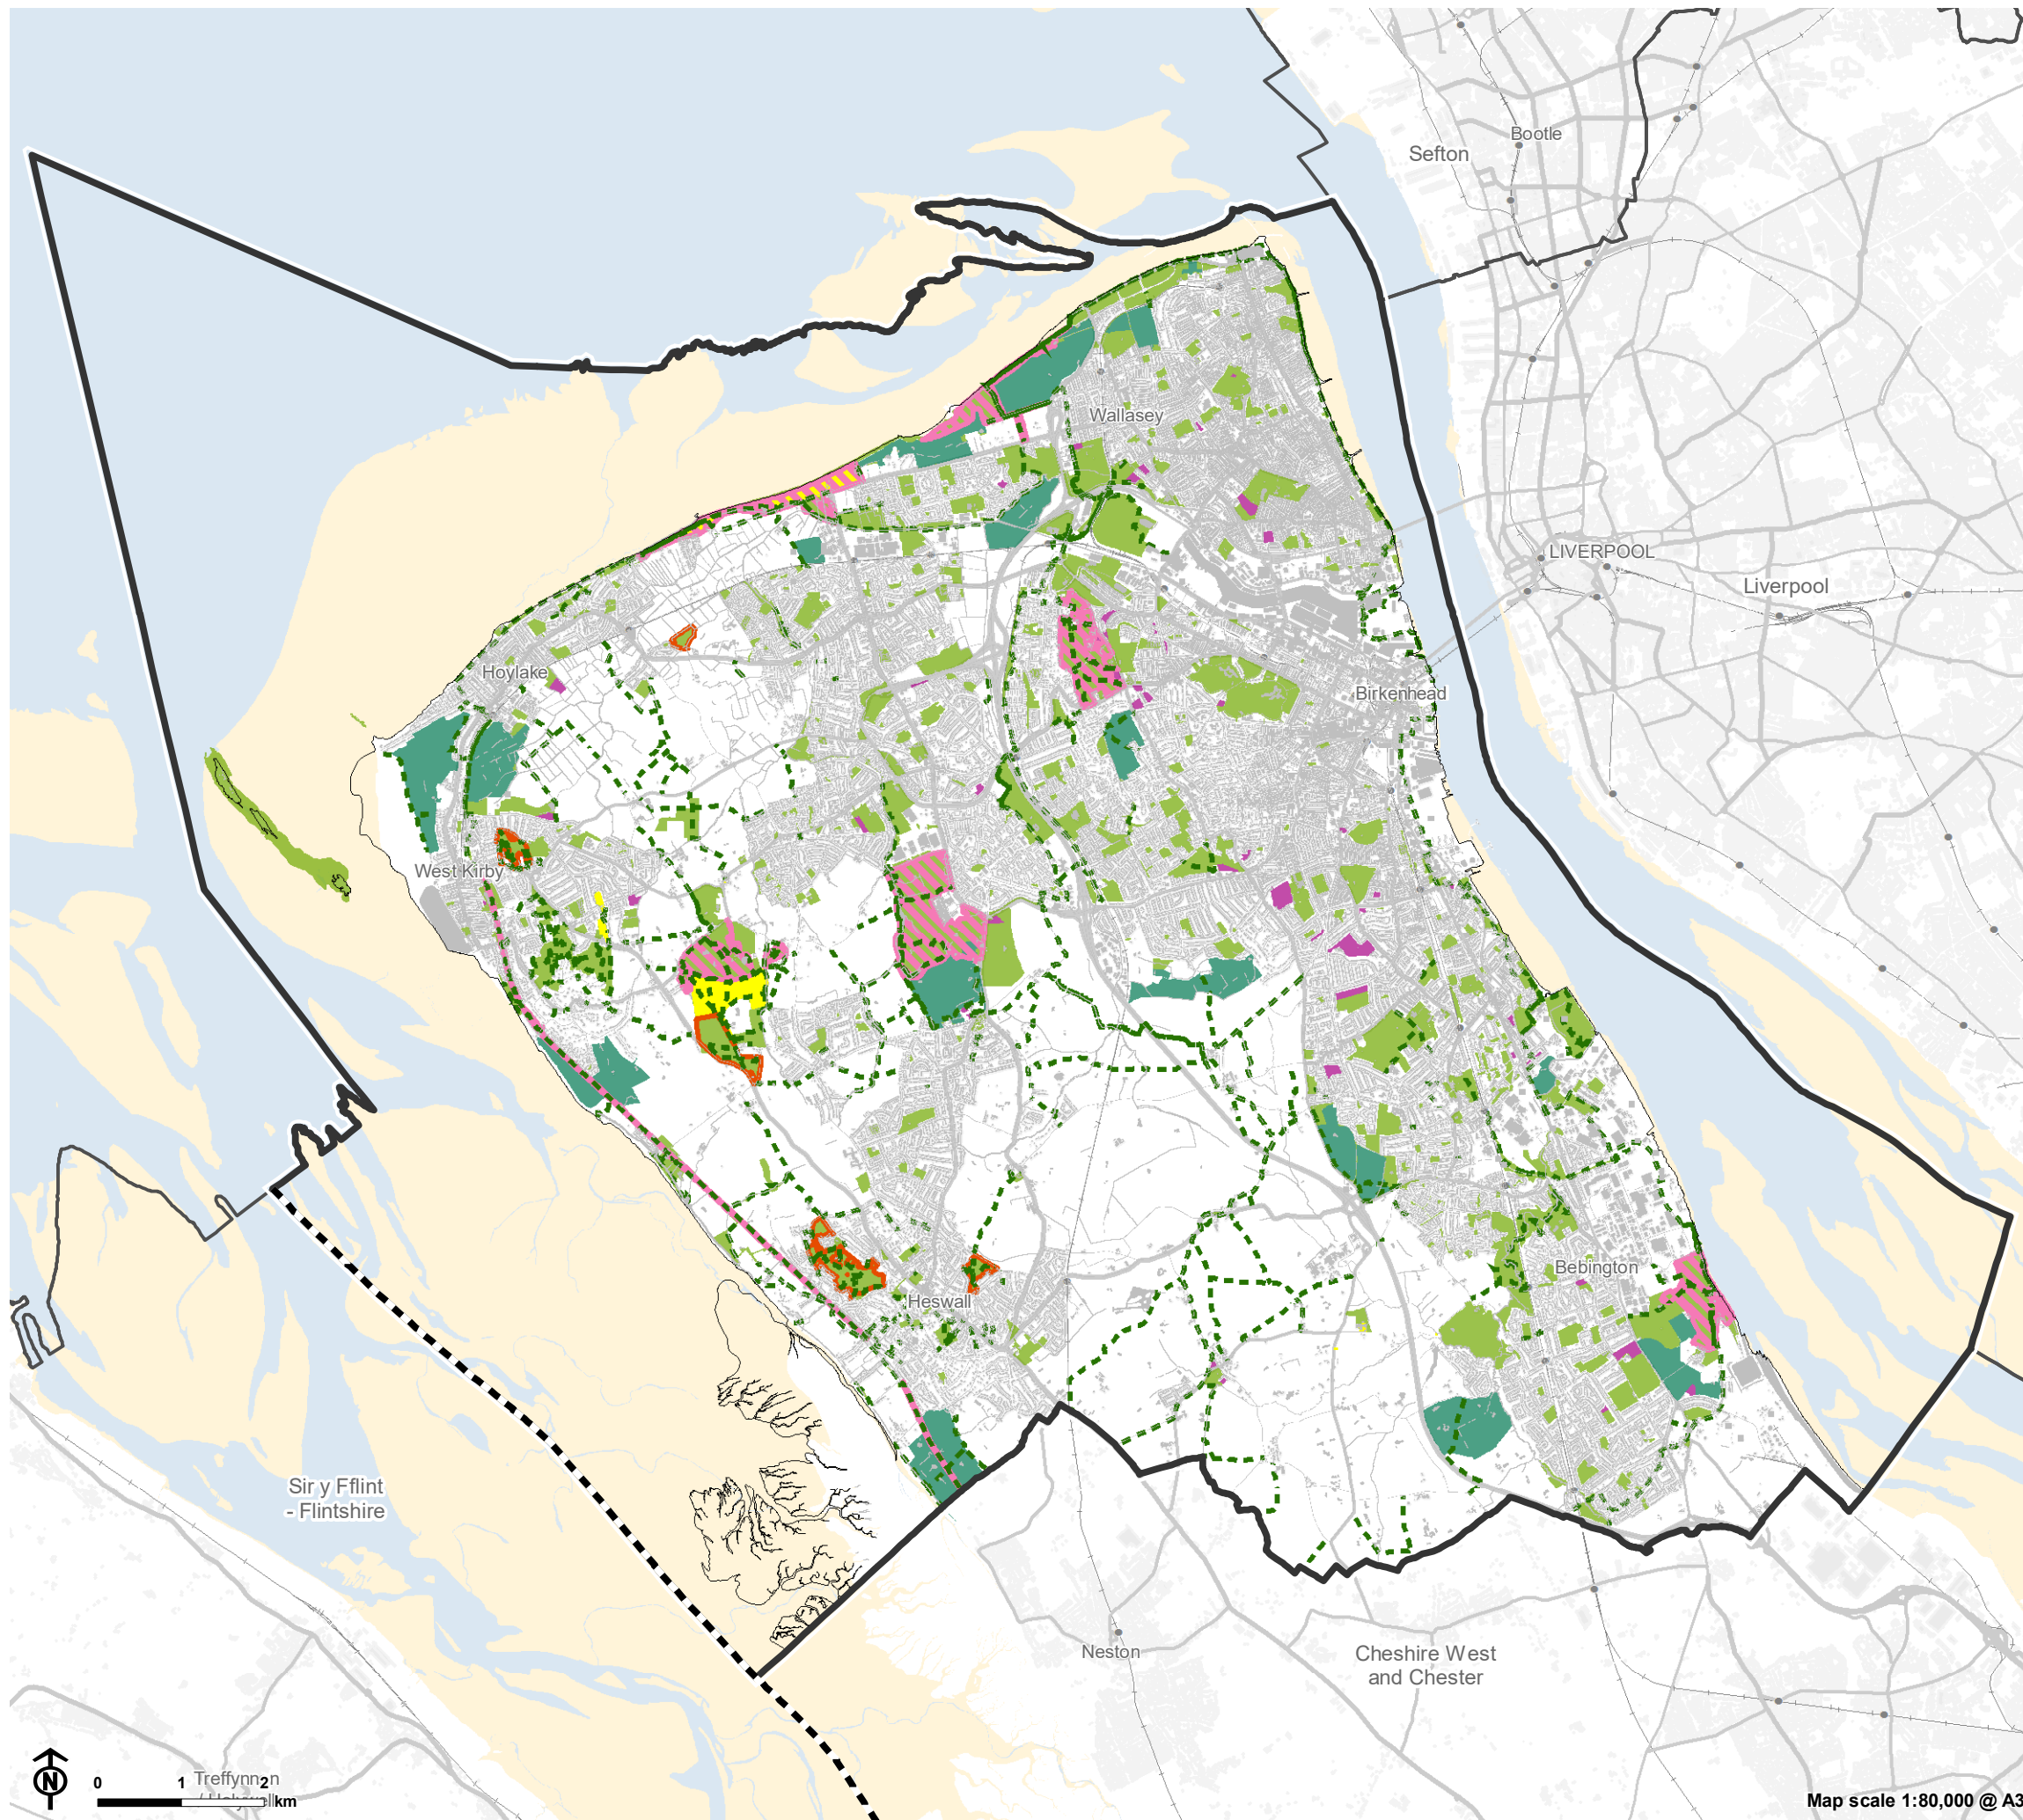 Bootle
Sefton
Wallasey
LIVERPOOL
Liverpool
Hoylake
Birkenhead
West Kirby
Bebington
Heswall
Sir y Fflint
- Flintshire
Neston
Cheshire West
and Chester
N
0 1 2
km
Map scale 1:80,000 @ A3